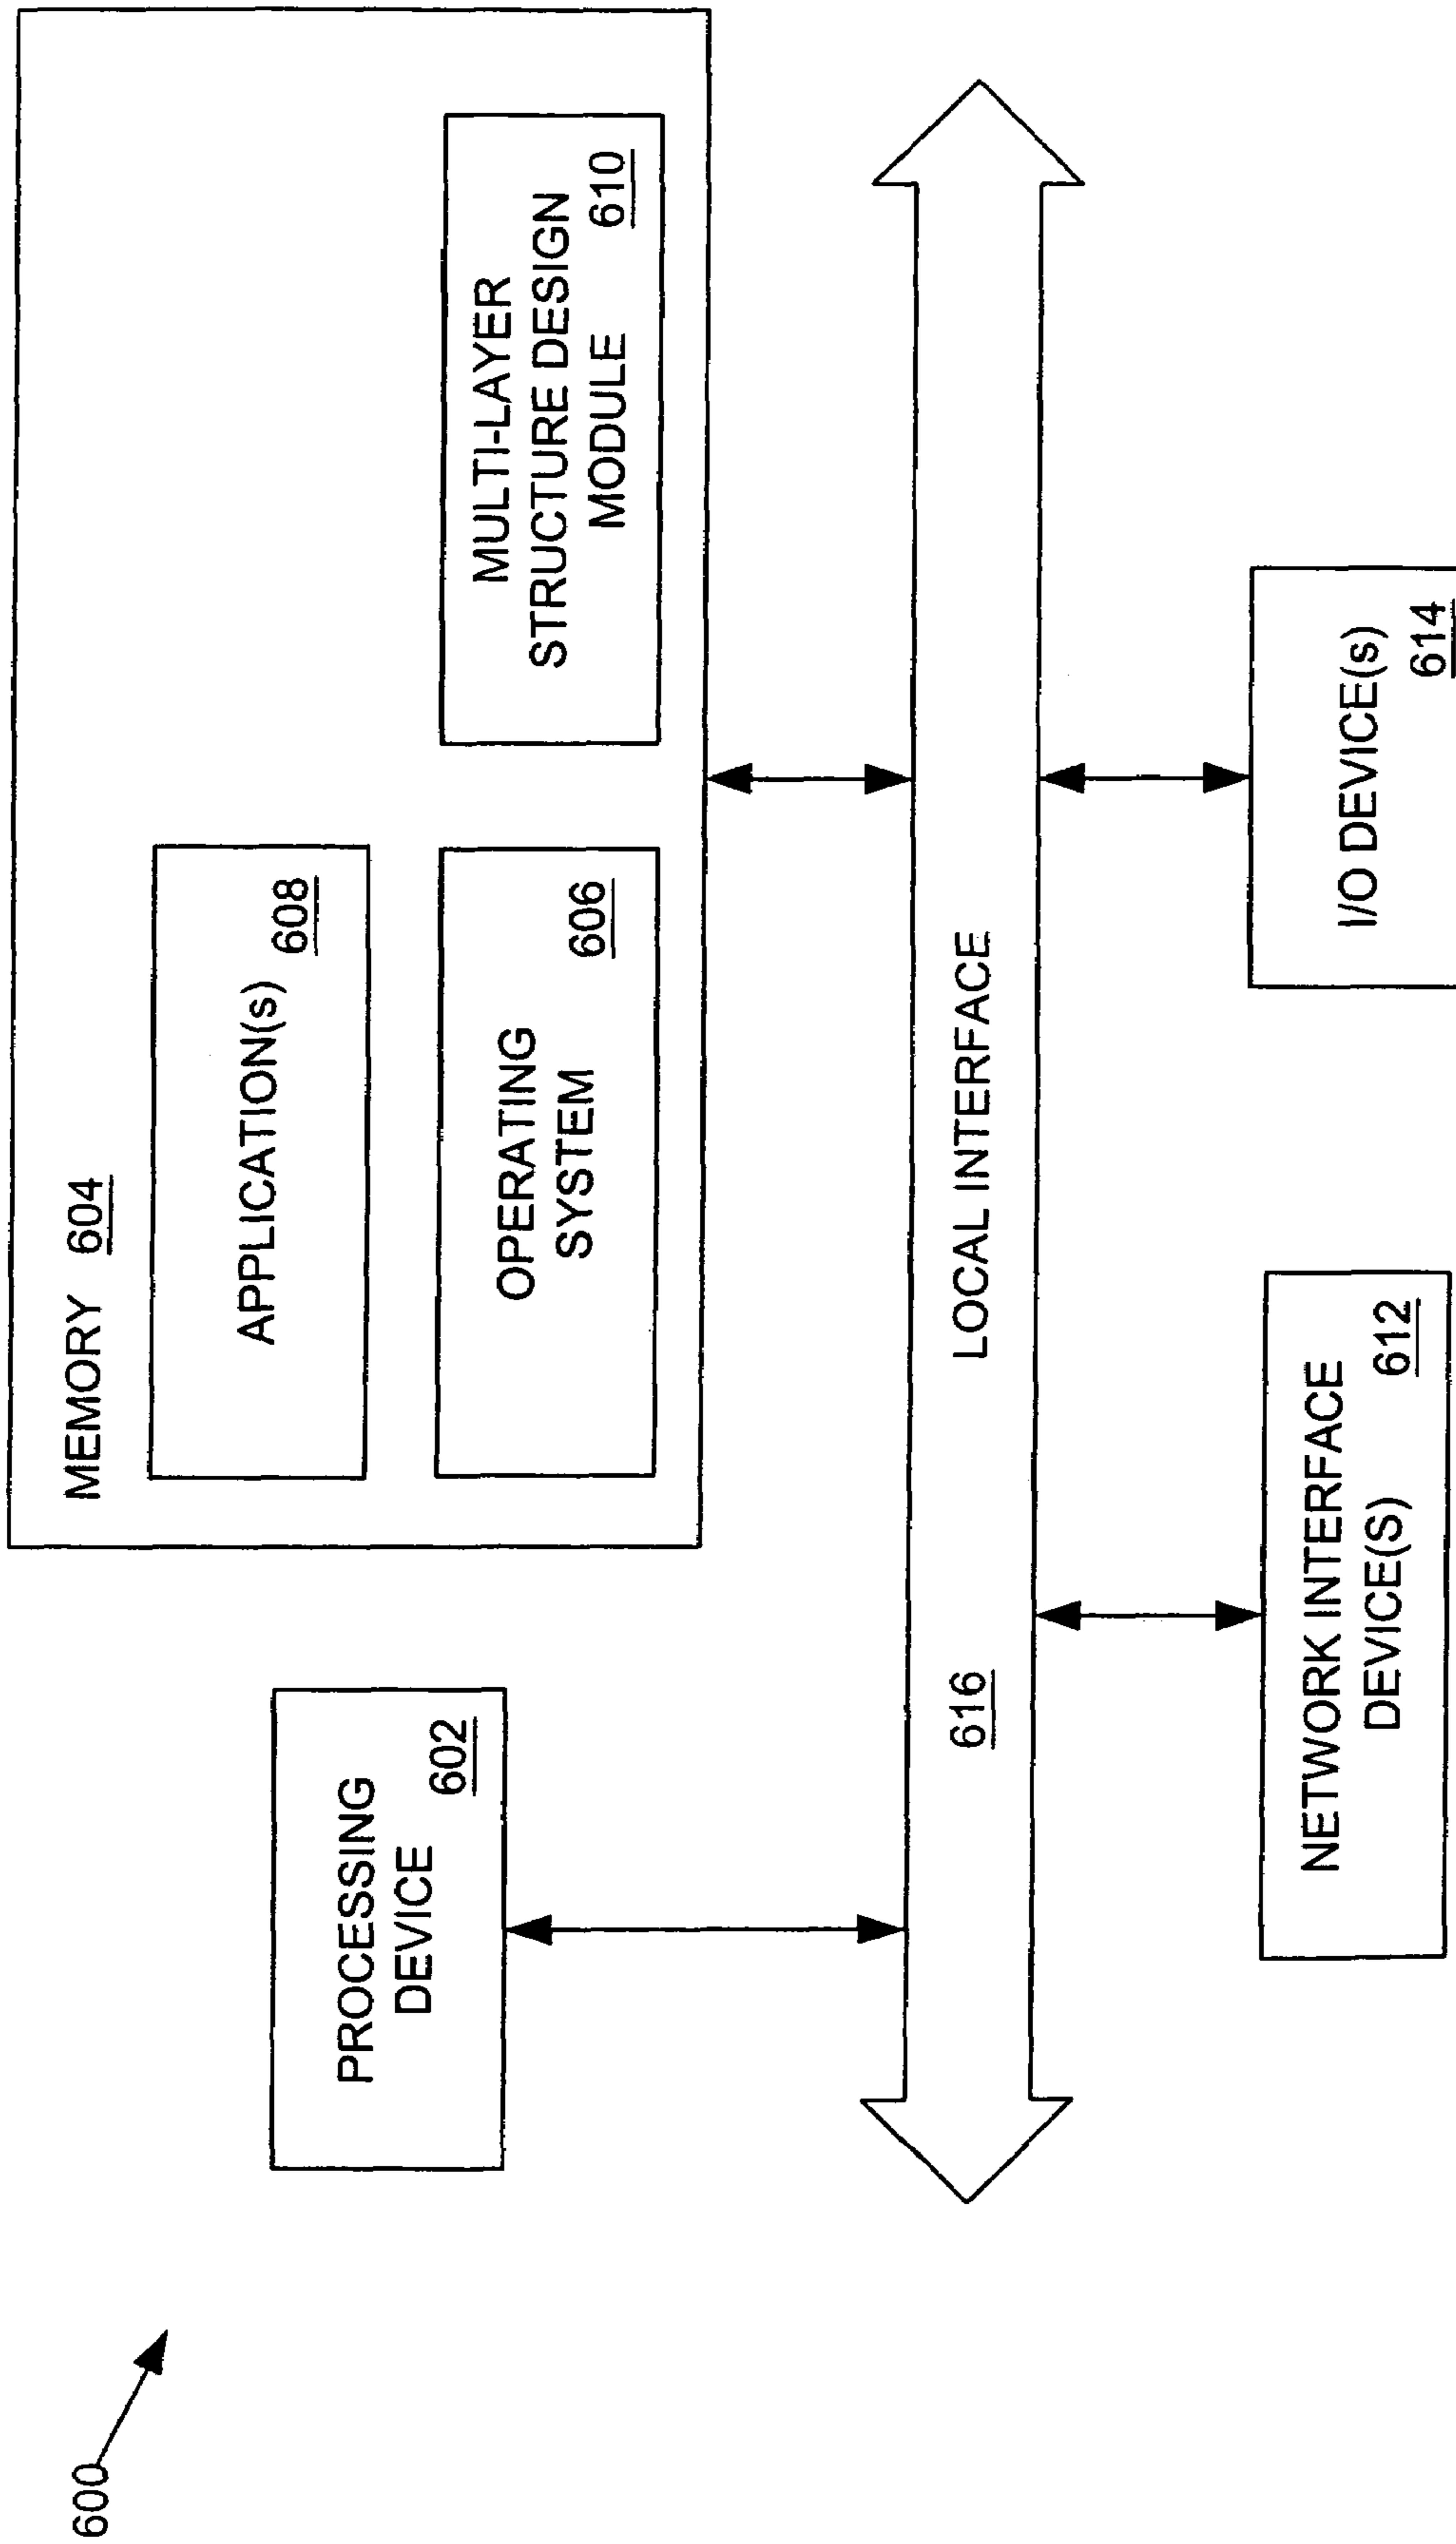 600
MEMORY 604
APPLICATION(s)
608
PROCESSING
DEVICE
602
OPERATING
SYSTEM
606
MULTI-LAYER
STRUCTURE DESIGN
MODULE 610
616
LOCAL INTERFACE
NETWORK INTERFACE
DEVICE(S)
612
I/O DEVICE(s)
614